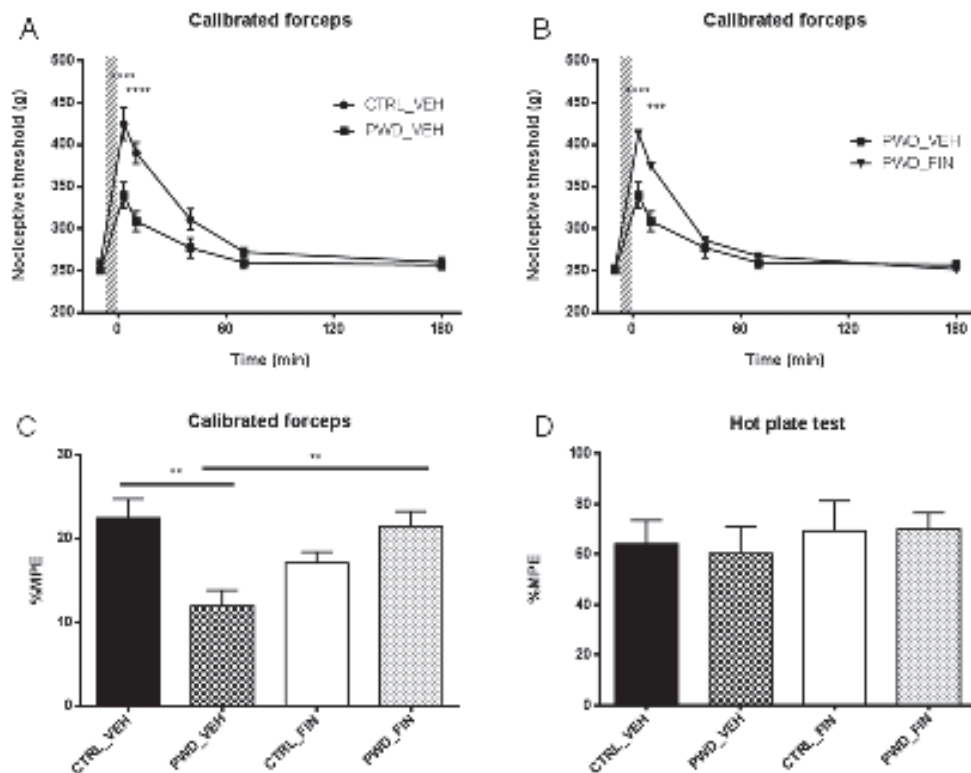 A
Calibrated forceps
Nociceptive threshold (g)
500
450
400
350
300
250
200
****
****
CTRL_VEH
PWD_VEH
0
60
120
180
Time (min)
B
Calibrated forceps
Nociceptive threshold (g)
500
450
400
350
300
250
200
****
***
PWD_VEH
PWD_FIN
0
60
120
180
Time (min)
C
Calibrated forceps
%MPE
30
20
10
0
**
**
CTRL_VEH
PWD_VEH
CTRL_FIN
PWD_FIN
D
Hot plate test
%MPE
100
80
60
40
20
0
CTRL_VEH
PWD_VEH
CTRL_FIN
PWD_FIN